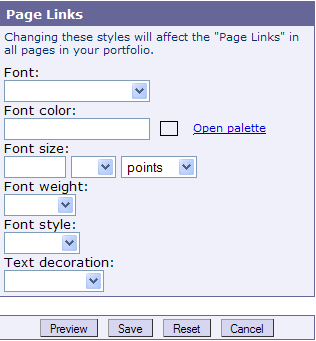 Page Links
Changing these styles will affect the "Page Links" in
all pages in your portfolio.
Font:
Font color:
Open palette
Font size:
points
Font weight:
Font style:
Text decoration:
Preview Save Reset Cancel